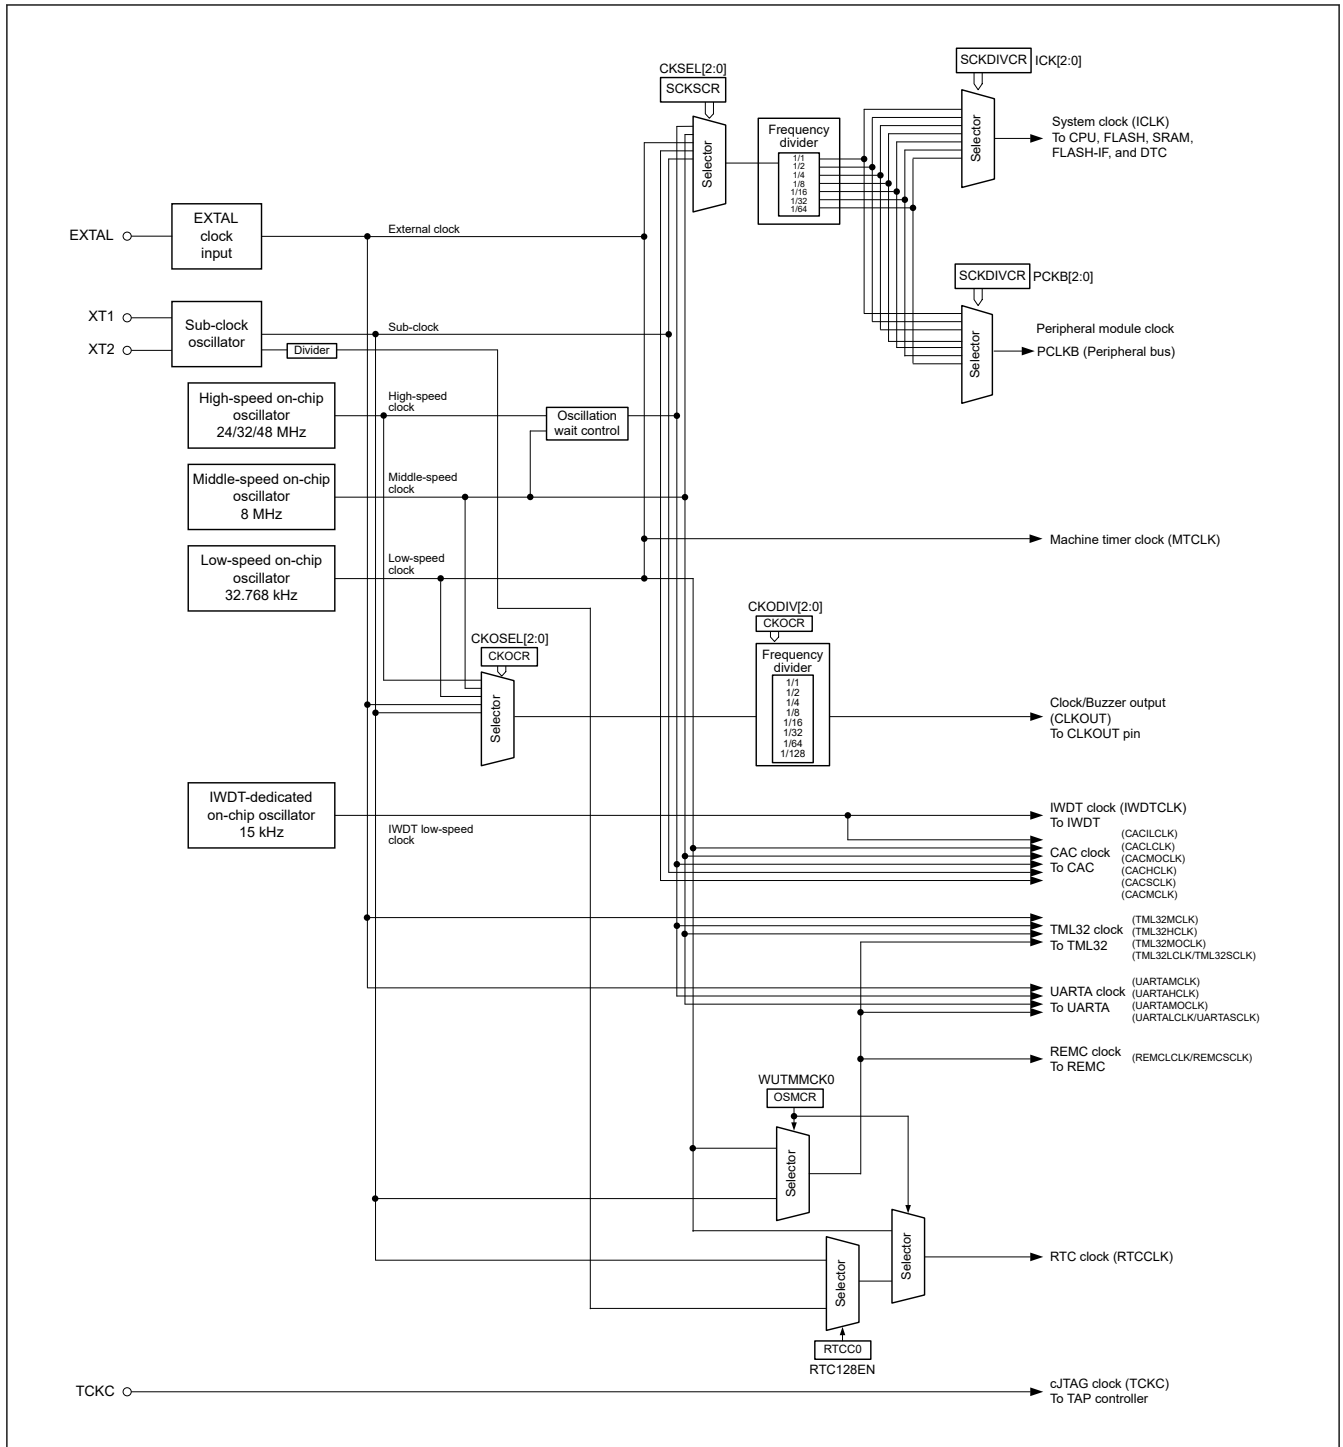 CKSEL[2:0]
SCKSCR
Selector
Frequency
divider
1/1
1/2
1/4
1/8
1/16
1/32
1/64
SCKDIVCR
ICK[2:0]
Selector
System clock (ICLK)
To CPU, FLASH, SRAM,
FLASH-IF, and DTC
EXTAL
EXTAL
clock
input
External clock
SCKDIVCR
PCKB[2:0]
Selector
Peripheral module clock
PCLKB (Peripheral bus)
XT1
XT2
Sub-clock
oscillator
Sub-clock
Divider
High-speed on-chip
oscillator
24/32/48 MHz
High-speed
clock
Oscillation
wait control
Middle-speed on-chip
oscillator
8 MHz
Middle-speed
clock
Machine timer clock (MTCLK)
Low-speed on-chip
oscillator
32.768 kHz
Low-speed
clock
CKOSEL[2:0]
CKOCR
Selector
CKODIV[2:0]
CKOCR
Frequency
divider
1/1
1/2
1/4
1/8
1/16
1/32
1/64
1/128
Clock/Buzzer output
(CLKOUT)
To CLKOUT pin
IWDT-dedicated
on-chip oscillator
15 kHz
IWDT low-speed
clock
IWDT clock (IWDTCLK)
To IWDT
CAC clock
To CAC
(CACILCLK)
(CACLCLK)
(CACMOCLK)
(CACHCLK)
(CACSCLK)
(CACMCLK)
TML32 clock
To TML32
(TML32MCLK)
(TML32HCLK)
(TML32MOCLK)
(TML32LCLK/TML32SCLK)
UARTA clock
To UARTA
(UARTAMCLK)
(UARTAHCLK)
(UARTAMOCLK)
(UARTALCLK/UARTASCLK)
REMC clock
To REMC
(REMCLCLK/REMCSCLK)
WUTMMCK0
OSMCR
Selector
Selector
Selector
RTCC0
RTC128EN
RTC clock (RTCCLK)
TCKC
cJTAG clock (TCKC)
To TAP controller